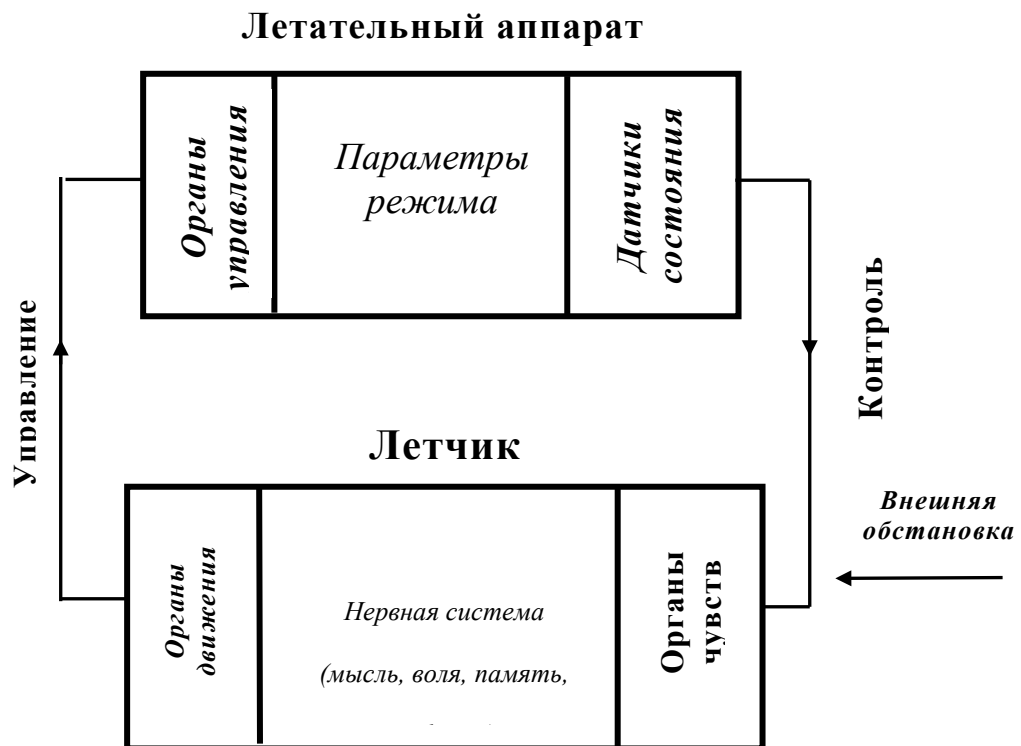 Летательный аппарат
Органы
управления
Параметры
режима
Датчики
состояния
Управление
Контроль
Летчик
Внешняя
обстановка
Органы
движения
Нервная система
(мысль, воля, память,
Органы
чувств